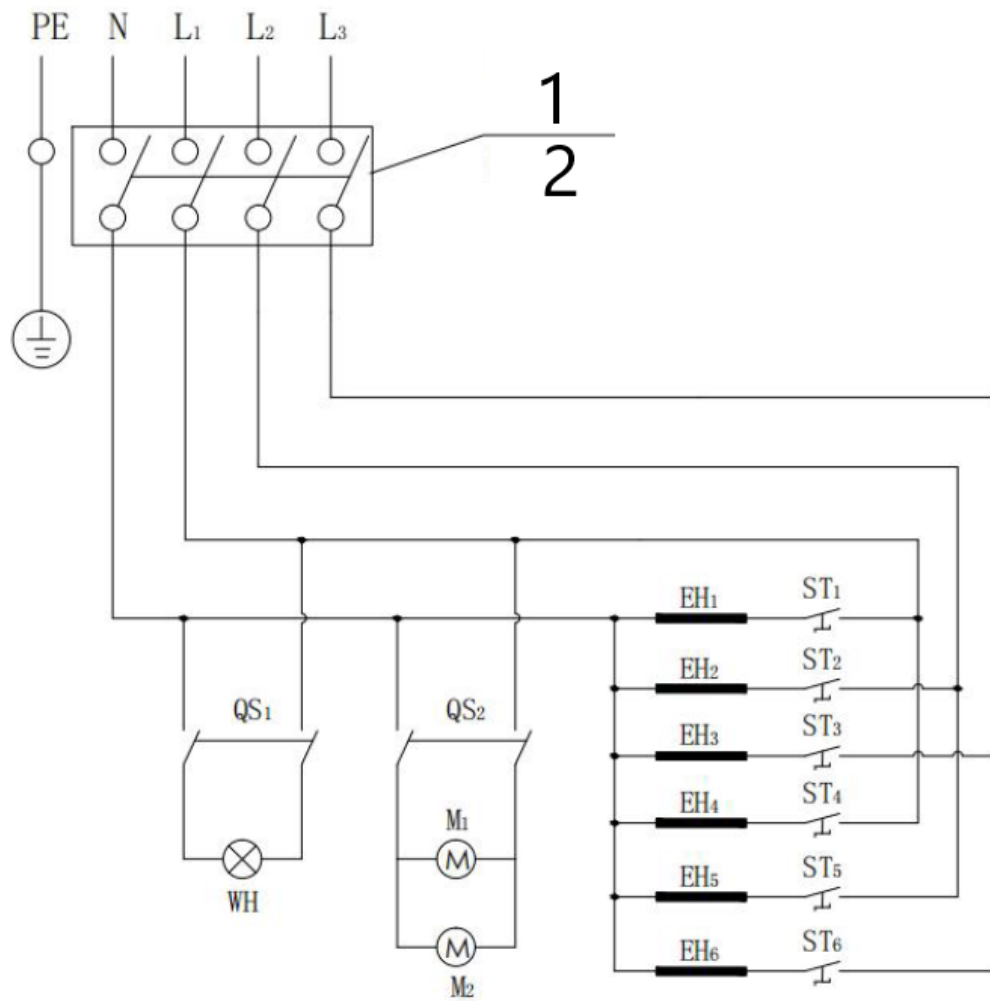 PE N L₁ L₂ L₃
1
2
EH₁ ST₁
EH₂ ST₂
QS₁ QS₂
EH₃ ST₃
EH₄ ST₄
M₁
M
EH₅ ST₅
WH
M
EH₆ ST₆
M₂